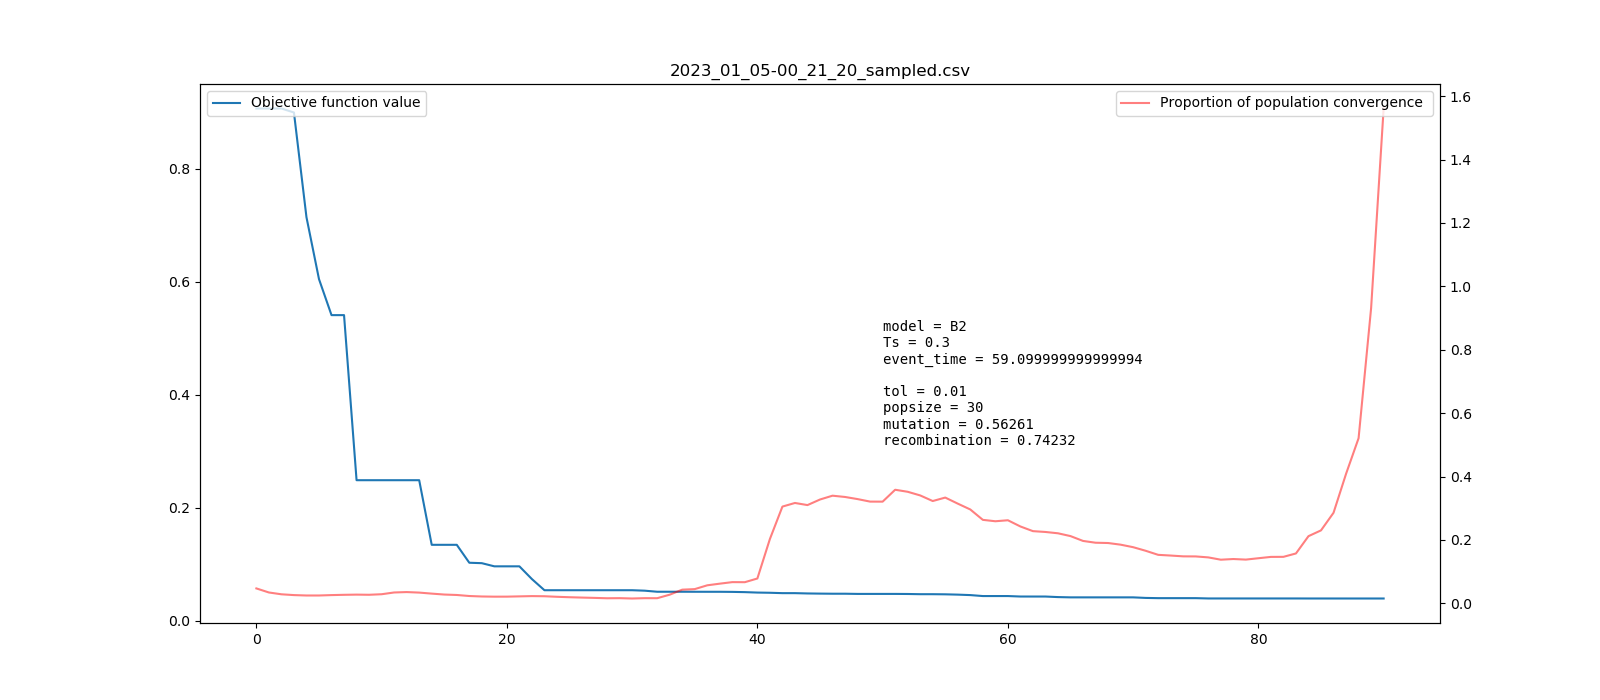 2023_01_05-00_21_20_sampled.csv
Objective function value
Proportion of population convergence
0.8
0.6
0.4
0.2
0.0
1.6
1.4
1.2
1.0
0.8
0.6
0.4
0.2
0.0
model = B2
Ts = 0.3
event_time = 59.099999999999994
tol = 0.01
popsize = 30
mutation = 0.56261
recombination = 0.74232
0 20 40 60 80